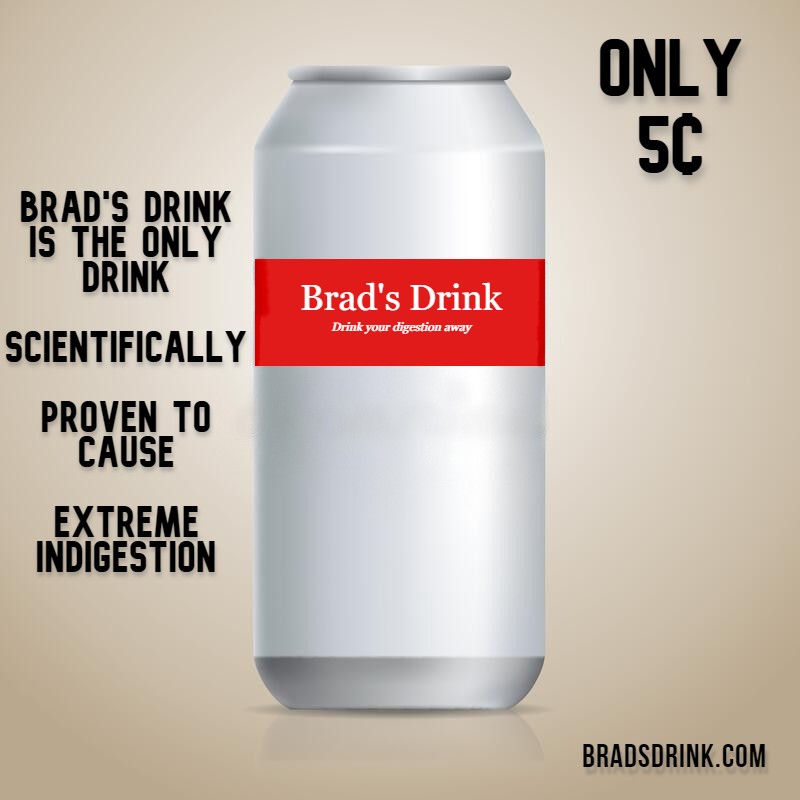 ONLY
5¢
BRAD'S DRINK
IS THE ONLY
DRINK
SCIENTIFICALLY
PROVEN TO
CAUSE
EXTREME
INDIGESTION
Brad's Drink
Drink your digestion away
BRADSDRINK.COM